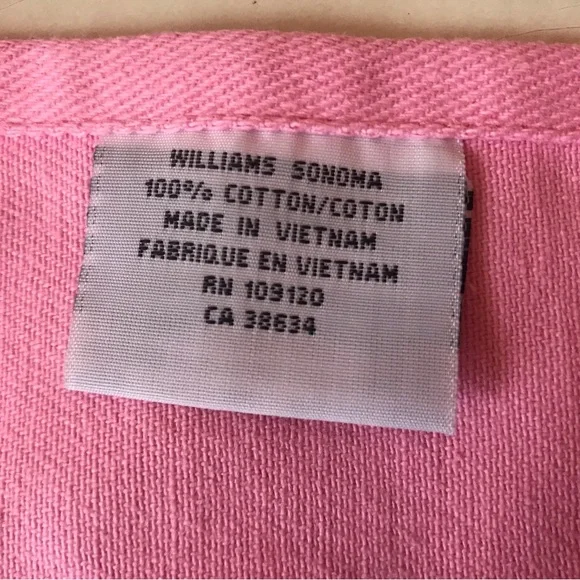 WILLIAMS SONOMA
100% COTTON/COTON
MADE IN VIETNAM
FABRIQUE EN VIETNAM
RN 109120
CA 38634